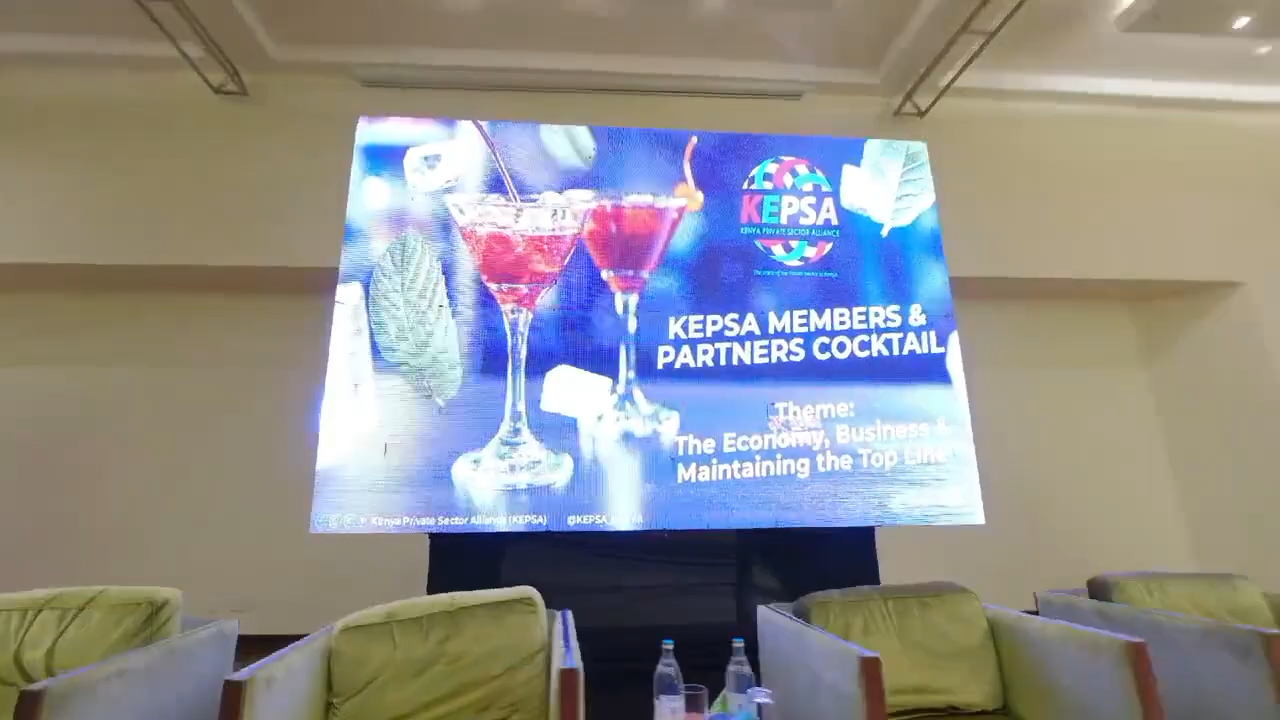 KEPSA
KENYA PRIVATE SECTOR ALLIANCE
KEPSA MEMBERS &
PARTNERS COCKTAIL
Theme:
The Economy, Business &
Maintaining the Top Line
Kenya Private Sector Alliance (KEPSA) @KEPSA_